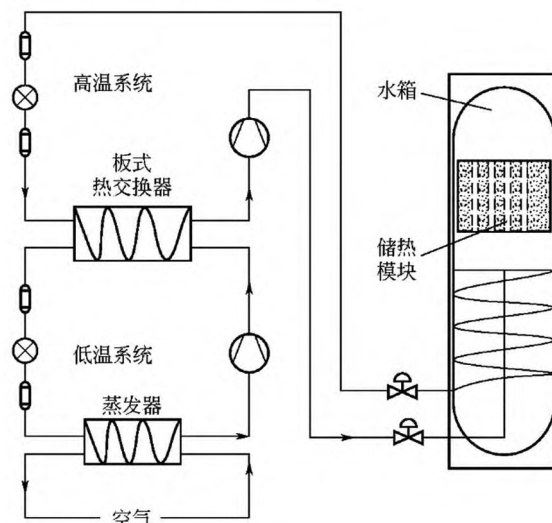 高温系统
水箱
板式
热交换器
储热
模块
低温系统
蒸发器
空气